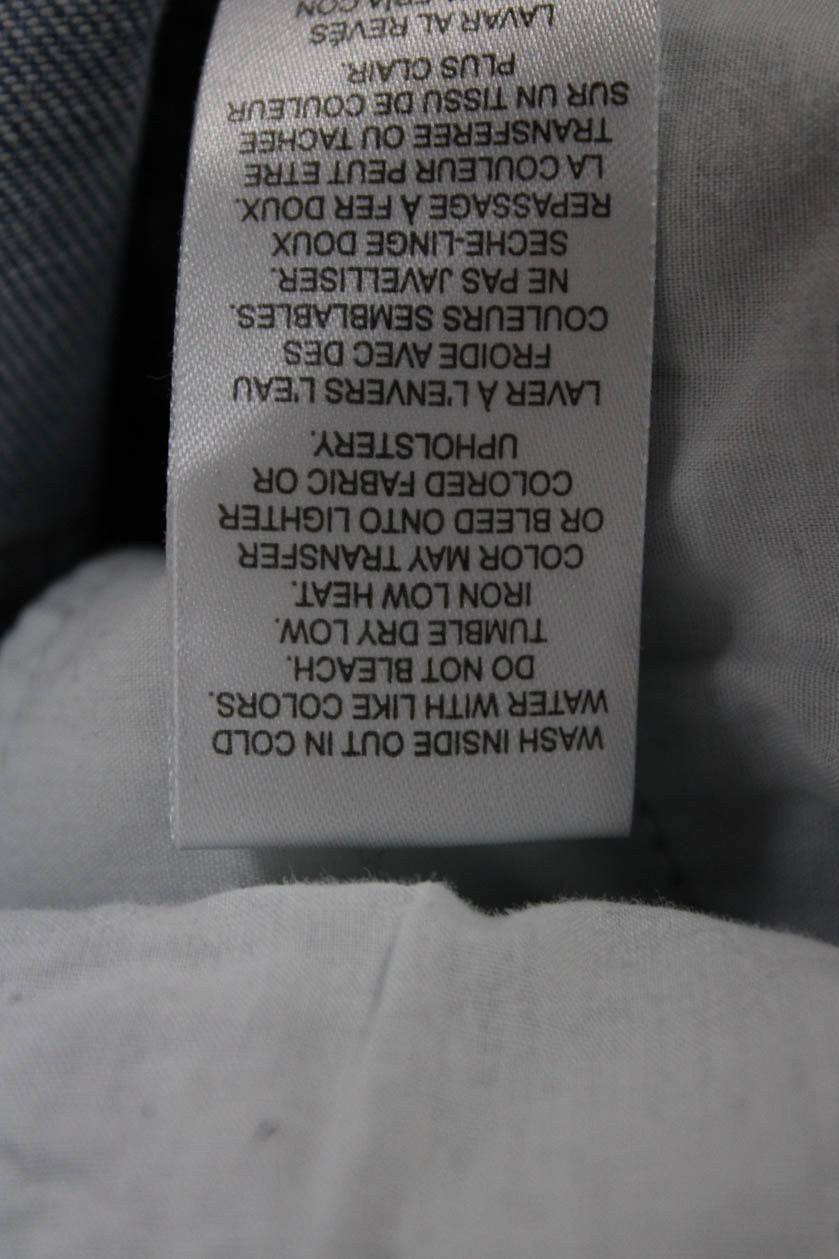 WASH INSIDE OUT IN COLD
WATER WITH LIKE COLORS.
DO NOT BLEACH.
TUMBLE DRY LOW.
IRON LOW HEAT.
COLOR MAY TRANSFER
OR BLEED ONTO LIGHTER
COLORED FABRIC OR
UPHOLSTERY.
LAVER À L'ENVERS L'EAU
FROIDE AVEC DES
COULEURS SEMBLABLES.
NE PAS JAVELLISER.
SECHE-LINGE DOUX
REPASSAGE À FER DOUX.
LA COULEUR PEUT ETRE
TRANSFEREE OU TACHEE
SUR UN TISSU DE COULEUR
PLUS CLAIR.
LAVAR AL REVÉS
CON